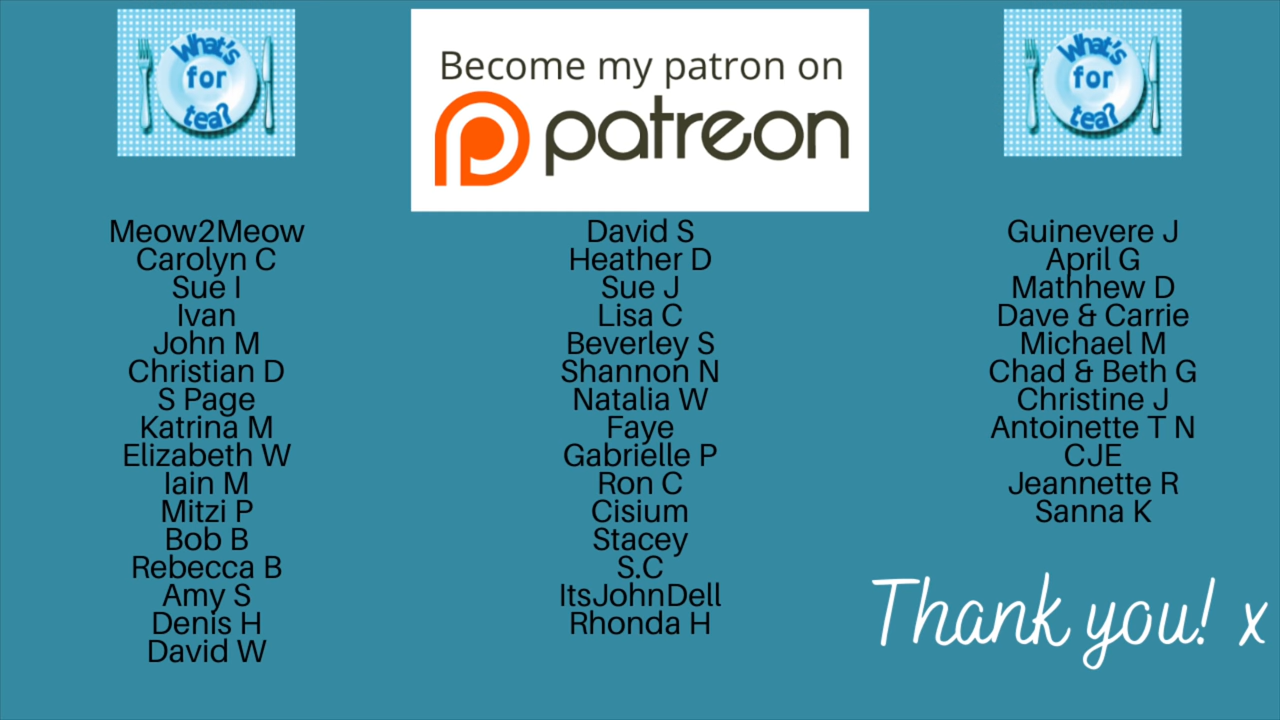 What's
for
tea?
Become my patron on
patreon
What's
for
tea?
Meow2Meow
Carolyn C
Sue I
Ivan
John M
Christian D
S Page
Katrina M
Elizabeth W
Iain M
Mitzi P
Bob B
Rebecca B
Amy S
Denis H
David W
David S
Heather D
Sue J
Lisa C
Beverley S
Shannon N
Natalia W
Faye
Gabrielle P
Ron C
Cisium
Stacey
S.C
ItsJohnDell
Rhonda H
Guinevere J
April G
Mathhew D
Dave & Carrie
Michael M
Chad & Beth G
Christine J
Antoinette T N
CJE
Jeannette R
Sanna K
Thank you! x